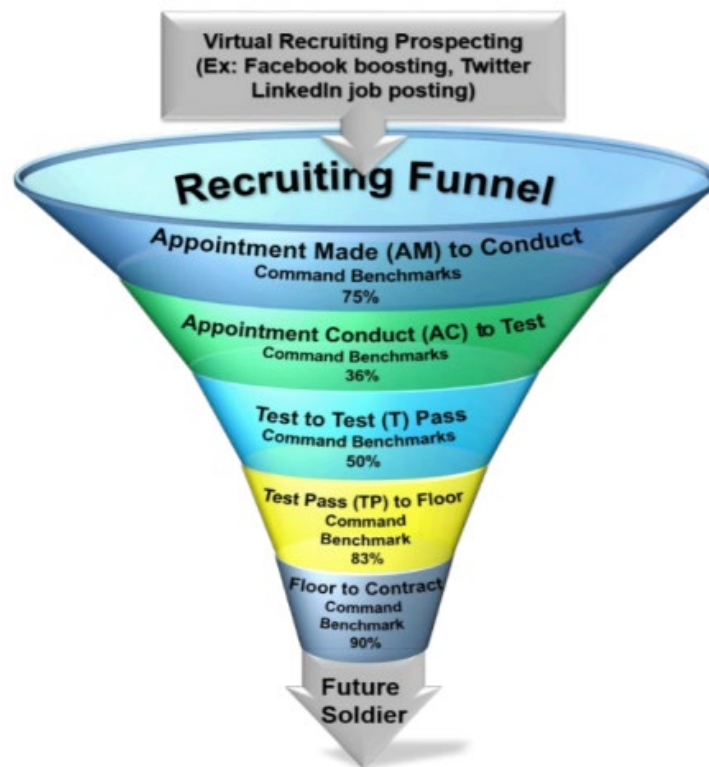 Virtual Recruiting Prospecting
(Ex: Facebook boosting, Twitter
LinkedIn job posting)
Recruiting Funnel
Appointment Made (AM) to Conduct
Command Benchmarks
75%
Appointment Conduct (AC) to Test
Command Benchmarks
36%
Test to Test (T) Pass
Command Benchmarks
50%
Test Pass (TP) to Floor
Command
Benchmark
83%
Floor to Contract
Command
Benchmark
90%
Future
Soldier